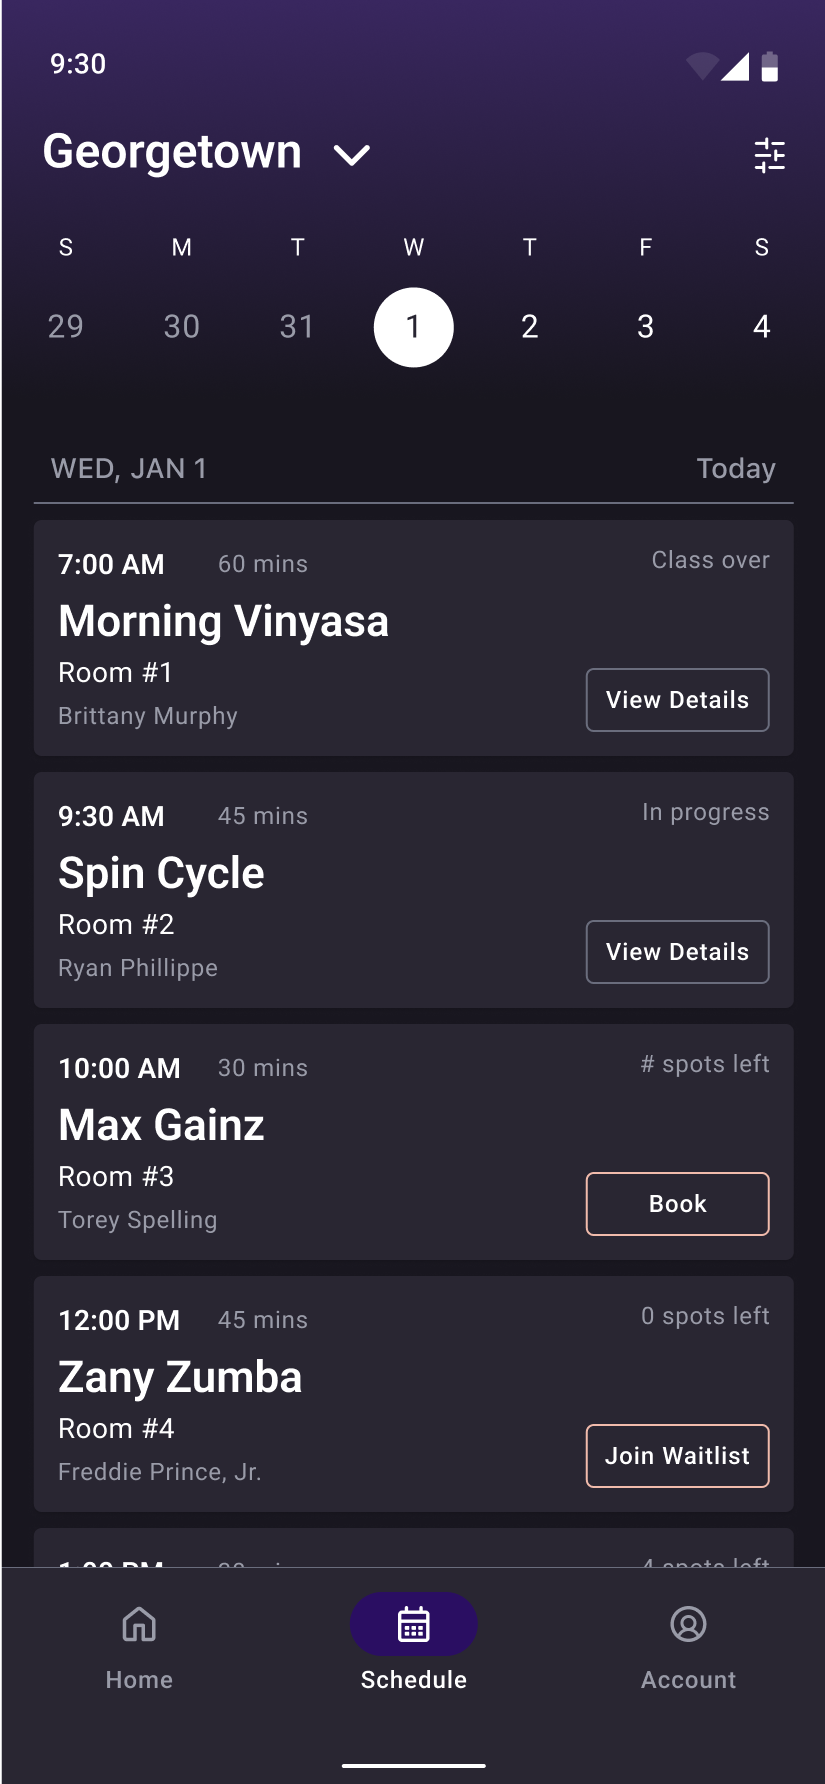 9:30
Georgetown
S M T W T F S
29 30 31 1 2 3 4
WED, JAN 1 Today
7:00 AM 60 mins Class over
Morning Vinyasa
Room #1
Brittany Murphy
View Details
9:30 AM 45 mins In progress
Spin Cycle
Room #2
Ryan Phillippe
View Details
10:00 AM 30 mins # spots left
Max Gainz
Room #3
Torey Spelling
Book
12:00 PM 45 mins 0 spots left
Zany Zumba
Room #4
Freddie Prince, Jr.
Join Waitlist
4 spots left
Home Schedule Account